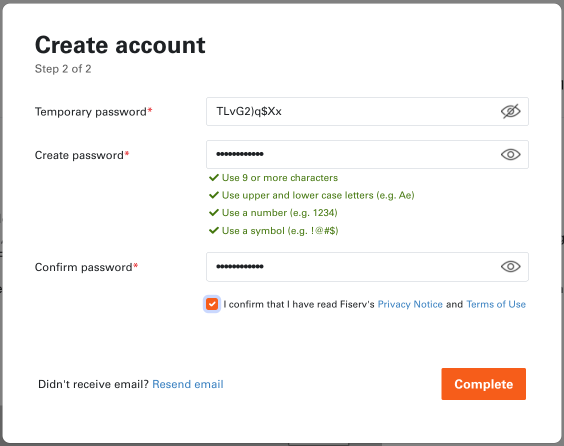 Create account
Step 2 of 2
Temporary password* TLvG2)q$Xx
Create password* ••••••••••••
Use 9 or more characters
Use upper and lower case letters (e.g. Ae)
Use a number (e.g. 1234)
Use a symbol (e.g. !@#$)
Confirm password* ••••••••••••
I confirm that I have read Fiserv's Privacy Notice and Terms of Use
Didn't receive email? Resend email
Complete